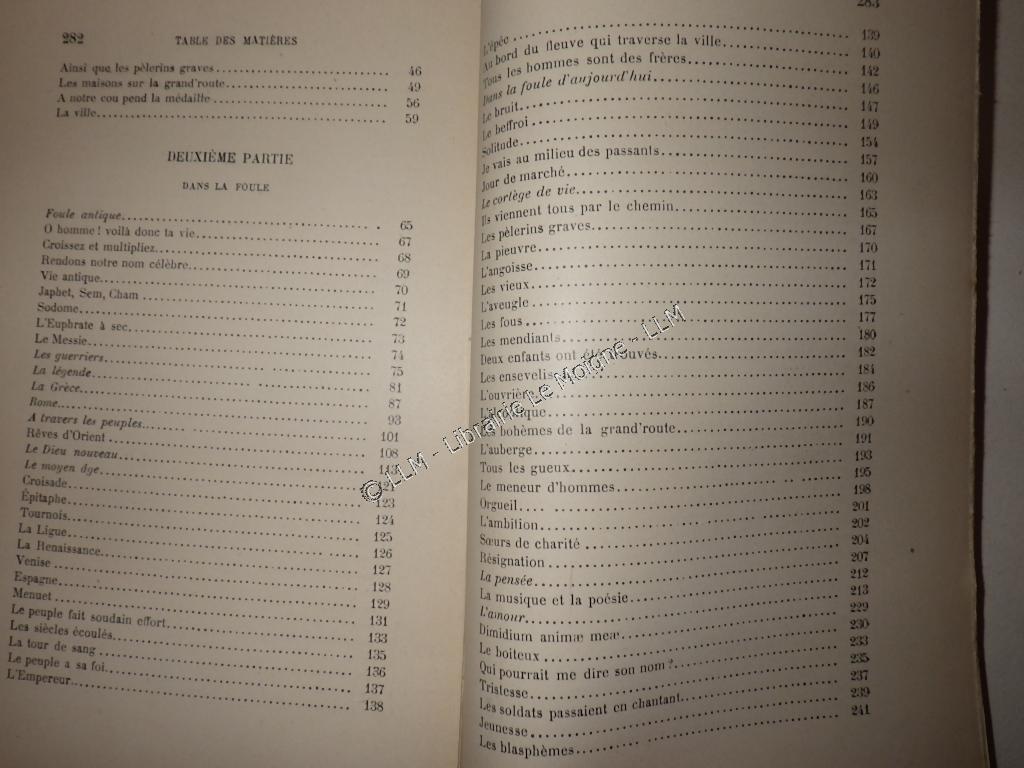 282 TABLE DES MATIÈRES
Ainsi que les pèlerins graves 46
Les maisons sur la grand'route 49
A notre cou pend la médaille 56
La ville 59
DEUXIÈME PARTIE
DANS LA FOULE
Foule antique 65
O homme! voilà donc ta vie 67
Croissez et multipliez 68
Rendons notre nom célèbre 69
Vie antique 70
Japhet, Sem, Cham 71
Sodome 72
L'Euphrate à sec 73
Le Messie 74
Les guerriers 75
La légende 81
La Grèce 87
Rome 93
A travers les peuples 101
Rêves d'Orient 108
Le Dieu nouveau 113
Le moyen âge 121
Croisade 123
Épitaphe 124
Tournois 125
La Ligue 126
La Renaissance 127
Venise 128
Espagne 129
Menuet 131
Le peuple fait soudain effort 133
Les siècles écoulés 135
La tour de sang 136
Le peuple a sa foi 137
L'Empereur 138
283
L'épée 139
Au bord du fleuve qui traverse la ville 140
Tous les hommes sont des frères 142
Dans la foule d'aujourd'hui 146
Le bruit 147
Le beffroi 149
Solitude 154
Je vais au milieu des passants 157
Jour de marché 160
Le cortège de vie 163
Ils viennent tous par le chemin 165
Les pèlerins graves 167
La pieuvre 170
L'angoisse 171
Les vieux 172
L'aveugle 175
Les fous 177
Les mendiants 180
Deux enfants ont été trouvés 182
Les ensevelis 184
L'ouvrière 186
187
Les bohèmes de la grand'route 190
L'auberge 191
Tous les gueux 193
Le meneur d'hommes 195
Orgueil 198
L'ambition 201
Sœurs de charité 202
Résignation 204
La pensée 207
La musique et la poésie 212
L'amour 213
Dimidium animæ meæ 229
Le boiteux 230
Qui pourrait me dire son nom? 233
Tristesse 235
Les soldats passaient en chantant 237
Jeunesse 239
Les blasphèmes 241
© LLM - Librairie Le Moigne - LLM